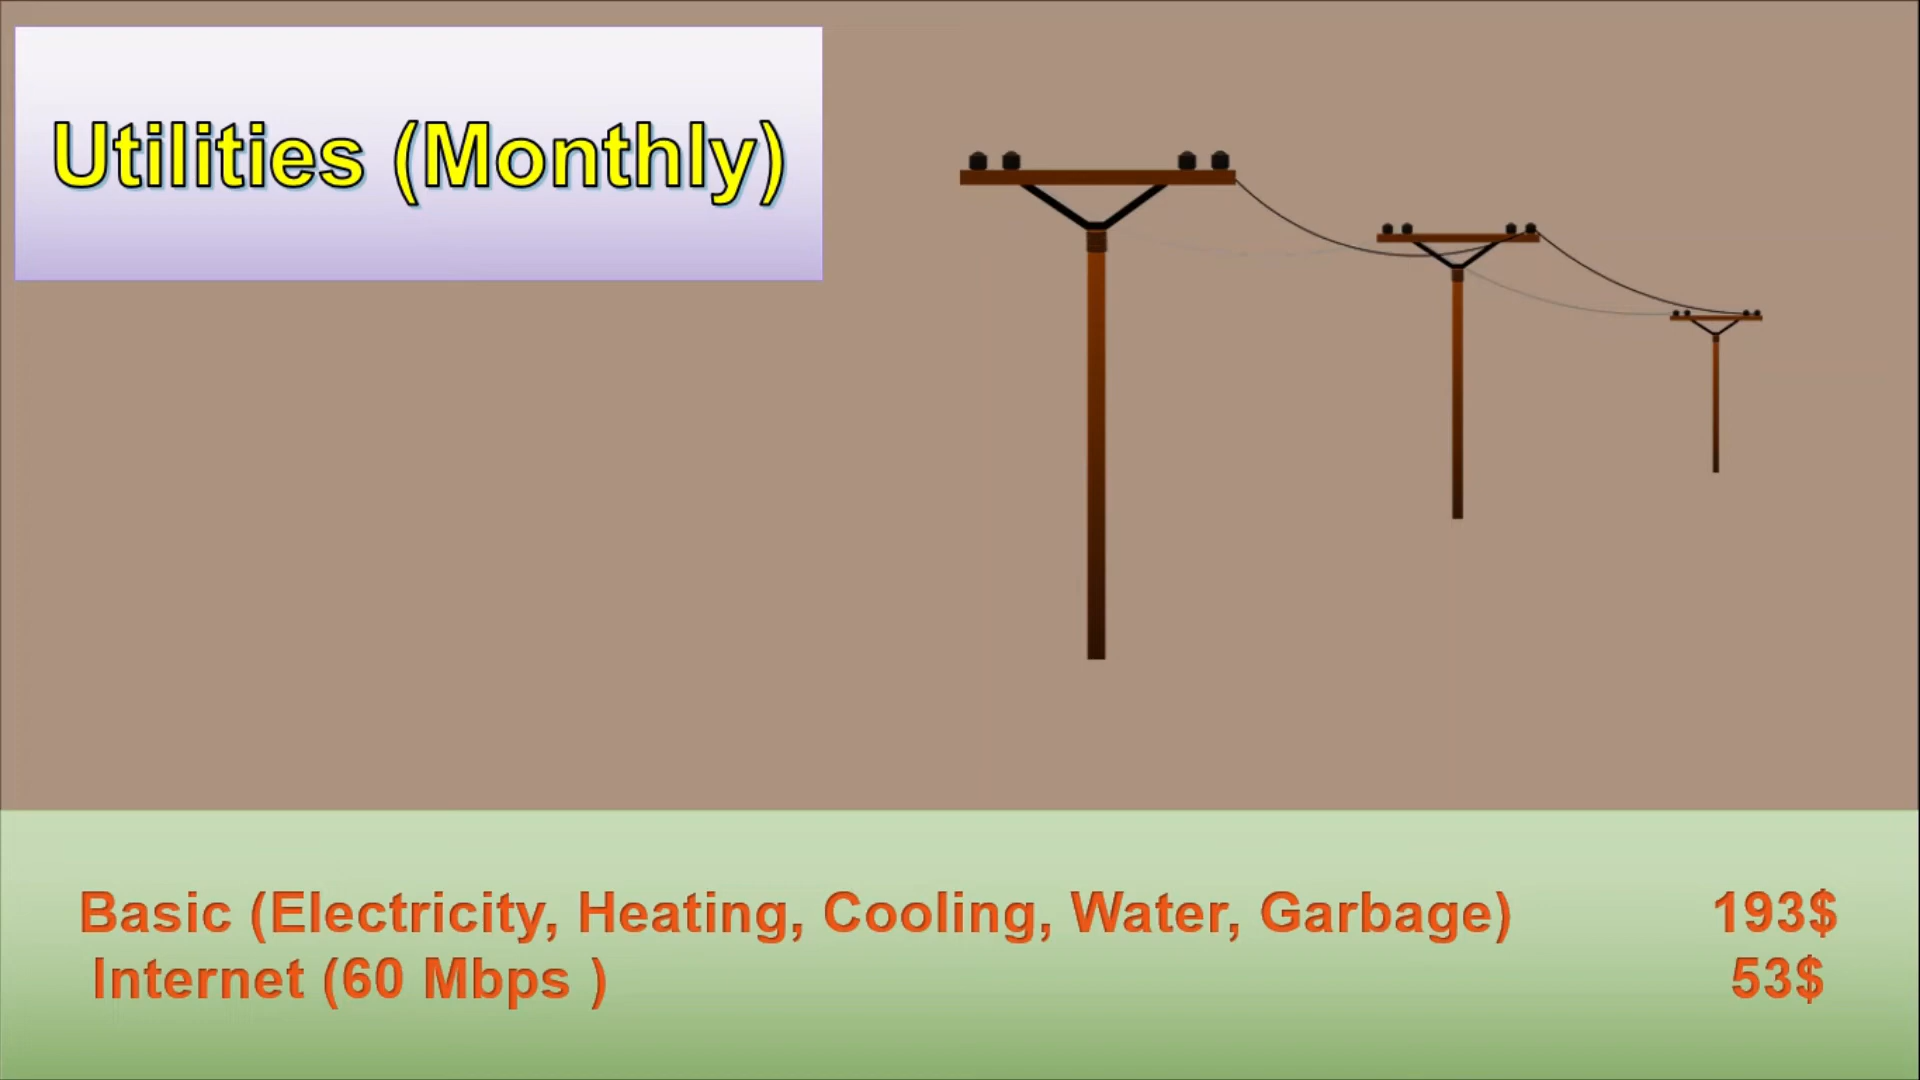 Utilities (Monthly)
Basic (Electricity, Heating, Cooling, Water, Garbage) 193$
Internet (60 Mbps ) 53$